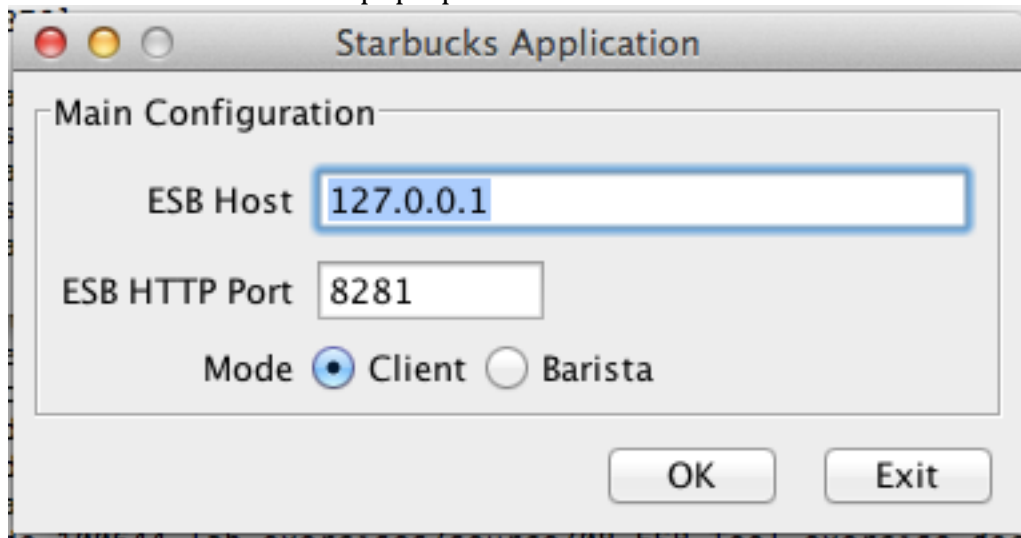 Starbucks Application
Main Configuration
ESB Host 127.0.0.1
ESB HTTP Port 8281
Mode Client Barista
OK Exit